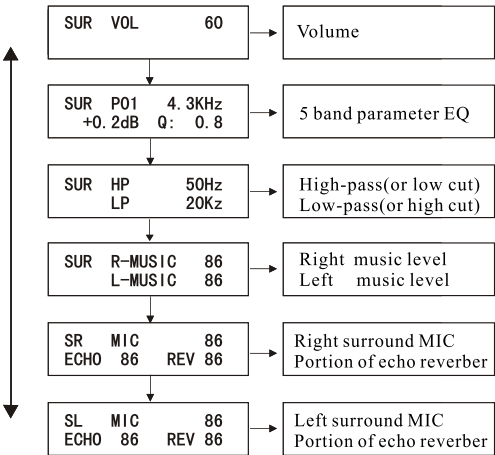 SUR VOL 60
Volume
SUR PO1 4.3KHz
+0.2dB Q: 0.8
5 band parameter EQ
SUR HP 50Hz
LP 20Kz
High-pass(or low cut)
Low-pass(or high cut)
SUR R-MUSIC 86
L-MUSIC 86
Right music level
Left music level
SR MIC 86
ECHO 86 REV 86
Right surround MIC
Portion of echo reverber
SL MIC 86
ECHO 86 REV 86
Left surround MIC
Portion of echo reverber